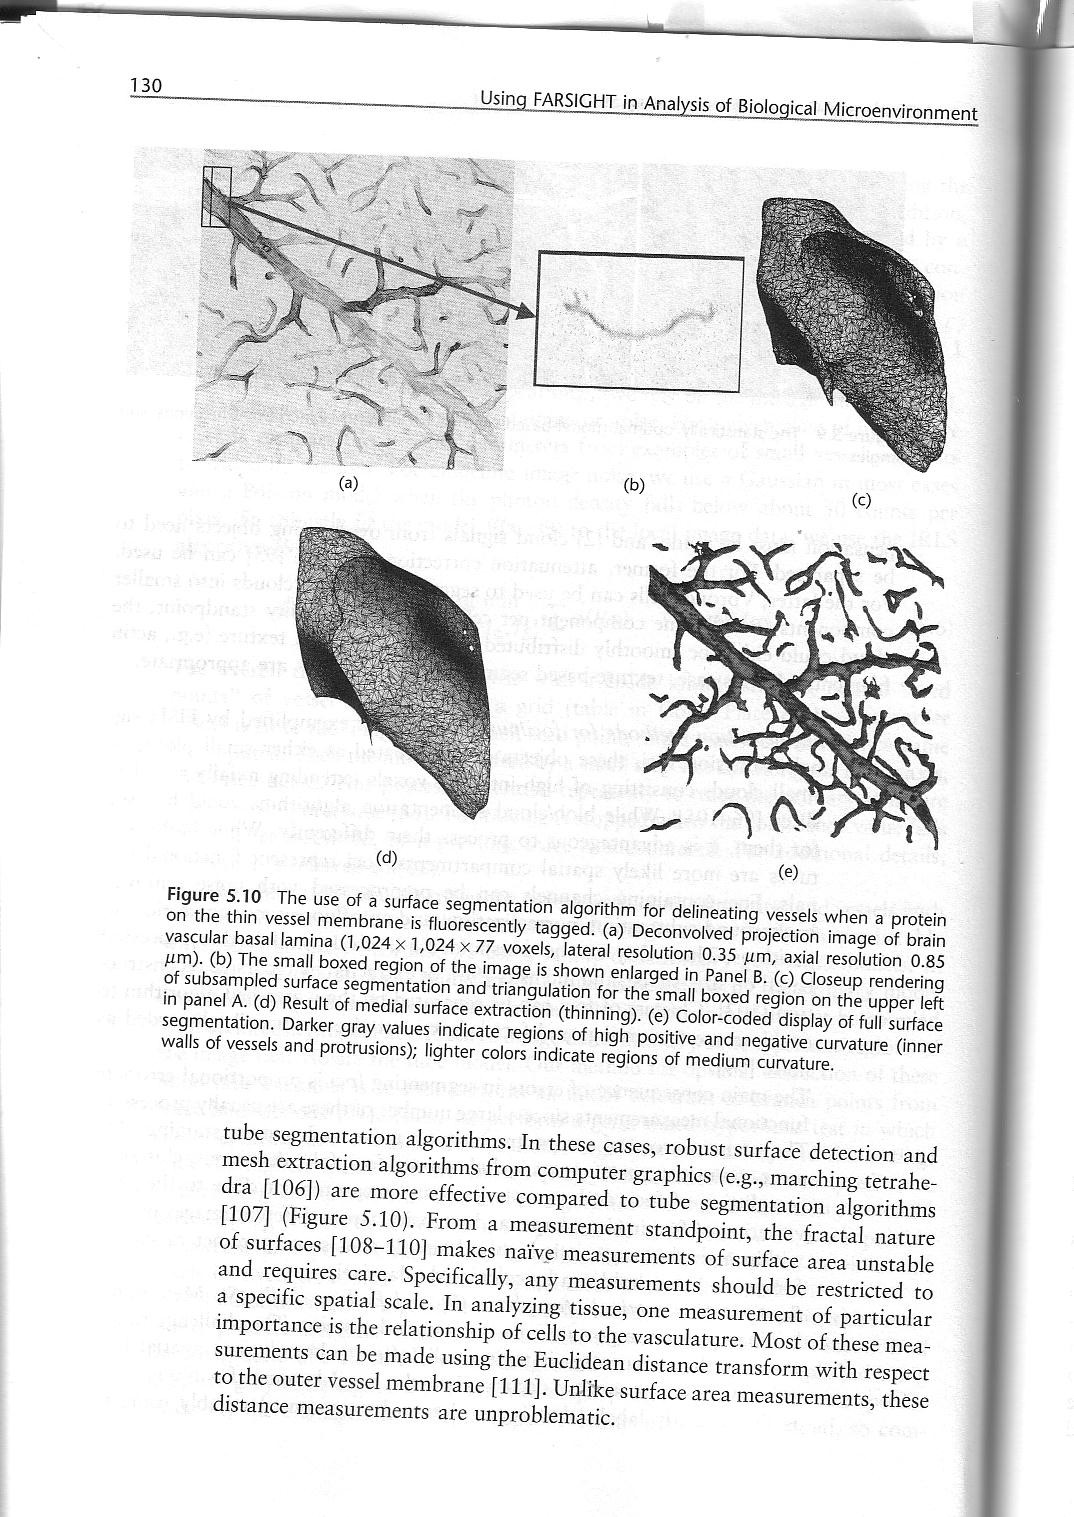 130
Using FARSIGHT in Analysis of Biological Microenvironment
(a)
(b)
(c)
(d)
(e)
Figure 5.10 The use of a surface segmentation algorithm for delineating vessels when a protein
on the thin vessel membrane is fluorescently tagged. (a) Deconvolved projection image of brain
vascular basal lamina (1,024 × 1,024 × 77 voxels, lateral resolution 0.35 μm, axial resolution 0.85
μm). (b) The small boxed region of the image is shown enlarged in Panel B. (c) Closeup rendering
of subsampled surface segmentation and triangulation for the small boxed region on the upper left
in panel A. (d) Result of medial surface extraction (thinning). (e) Color-coded display of full surface
segmentation. Darker gray values indicate regions of high positive and negative curvature (inner
walls of vessels and protrusions); lighter colors indicate regions of medium curvature.
tube segmentation algorithms. In these cases, robust surface detection and
mesh extraction algorithms from computer graphics (e.g., marching tetrahe-
dra [106]) are more effective compared to tube segmentation algorithms
[107] (Figure 5.10). From a measurement standpoint, the fractal nature
of surfaces [108–110] makes naïve measurements of surface area unstable
and requires care. Specifically, any measurements should be restricted to
a specific spatial scale. In analyzing tissue, one measurement of particular
importance is the relationship of cells to the vasculature. Most of these mea-
surements can be made using the Euclidean distance transform with respect
to the outer vessel membrane [111]. Unlike surface area measurements, these
distance measurements are unproblematic.